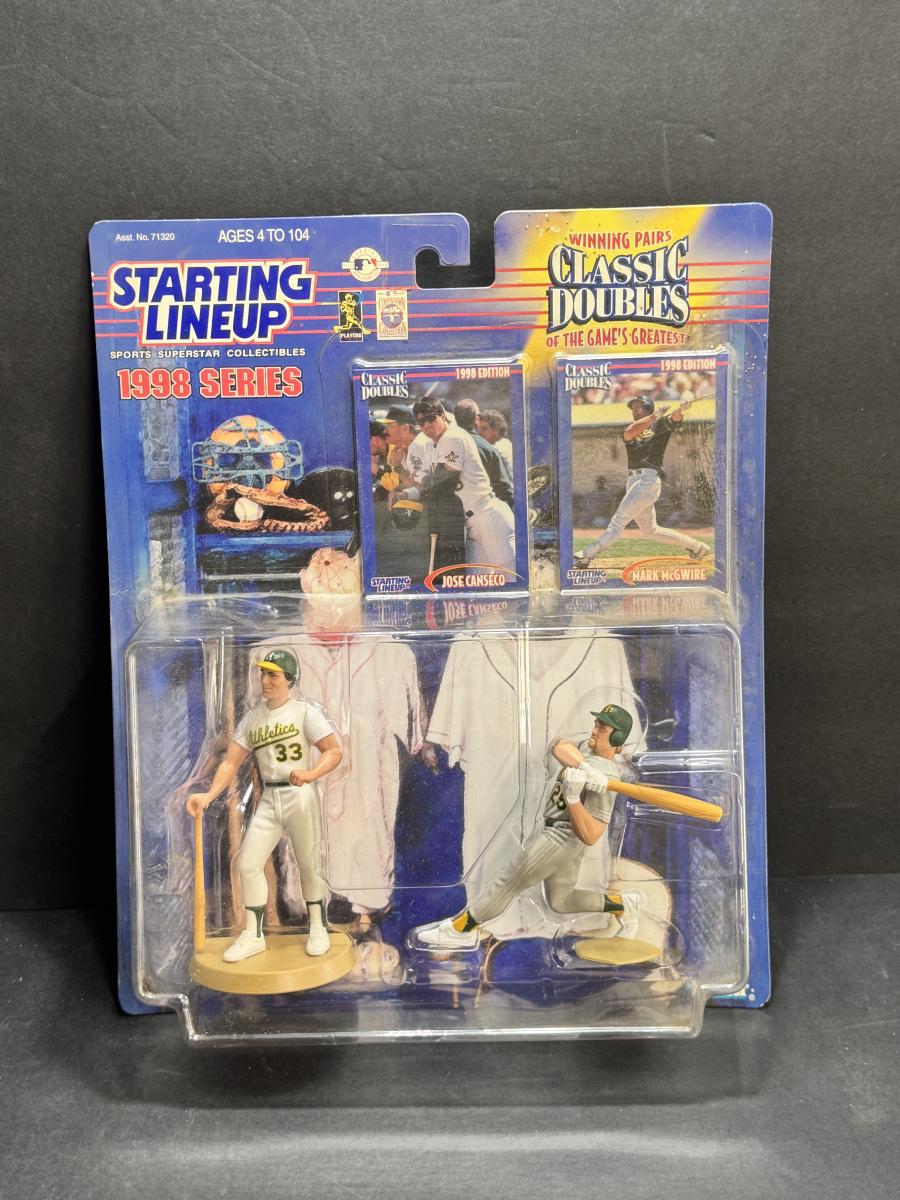 Asst. No. 71320
AGES 4 TO 104
STARTING
LINEUP
SPORTS SUPERSTAR COLLECTIBLES
1998 SERIES
PLAYERS
WINNING PAIRS
CLASSIC
DOUBLES
OF THE GAME'S GREATEST
CLASSIC
DOUBLES
1998 EDITION
STARTING
LINEUP
JOSE CANSECO
CLASSIC
DOUBLES
1998 EDITION
STARTING
LINEUP
MARK McGWIRE
Athletics
33